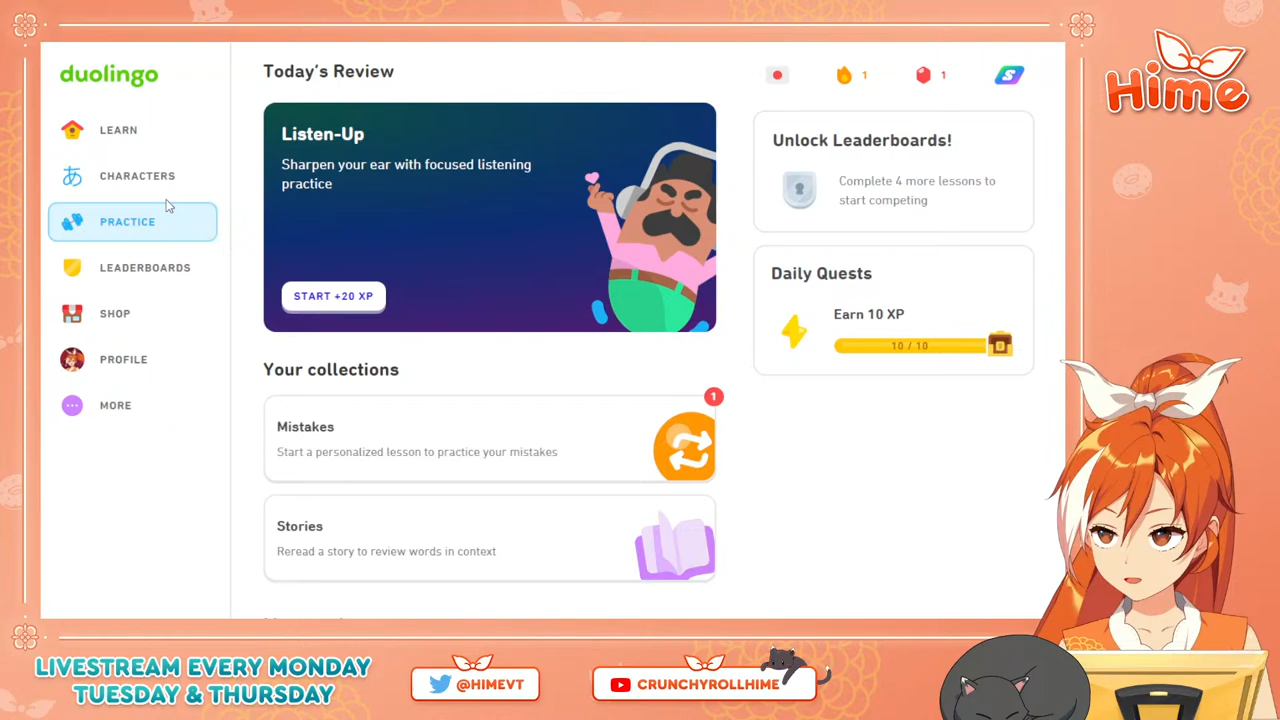 duolingo
LEARN
あ CHARACTERS
PRACTICE
LEADERBOARDS
SHOP
PROFILE
MORE
Today's Review
Listen-Up
Sharpen your ear with focused listening
practice
START +20 XP
Your collections
1
Mistakes
Start a personalized lesson to practice your mistakes
Stories
Reread a story to review words in context
1
1
S
Unlock Leaderboards!
Complete 4 more lessons to
start competing
Daily Quests
Earn 10 XP
10 / 10
Hime
LIVESTREAM EVERY MONDAY
TUESDAY & THURSDAY
@HIMEVT
CRUNCHYROLLHIME